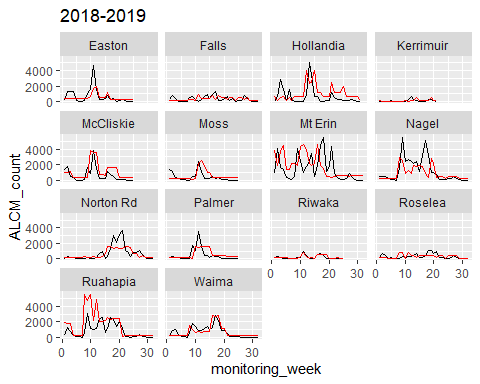 2018-2019
Easton Falls Hollandia Kerrimuir
4000
2000
0
McCliskie Moss Mt Erin Nagel
4000
2000
0
Norton Rd Palmer Riwaka Roselea
4000
2000
0
0 10 20 30 0 10 20 30
Ruahapia Waima
4000
2000
0
0 10 20 30 0 10 20 30
ALCM_count
monitoring_week